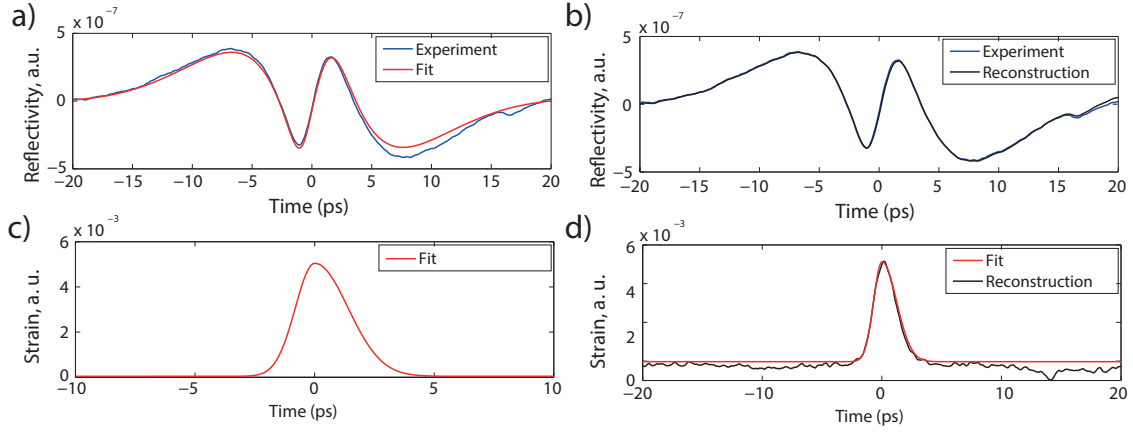 a)
x 10 −7
5
0
−5
Reflectivity, a.u.
Experiment
Fit
−20 −15 −10 −5 0 5 10 15 20
Time (ps)
b)
x 10 −7
5
0
−5
Reflectivity, a.u.
Experiment
Reconstruction
−20 −15 −10 −5 0 5 10 15 20
Time (ps)
c)
x 10 −3
6
4
2
0
Strain, a. u.
Fit
−10 −5 0 5 10
Time (ps)
d)
x 10 −3
6
4
2
0
Strain, a. u.
Fit
Reconstruction
−20 −10 0 10 20
Time (ps)